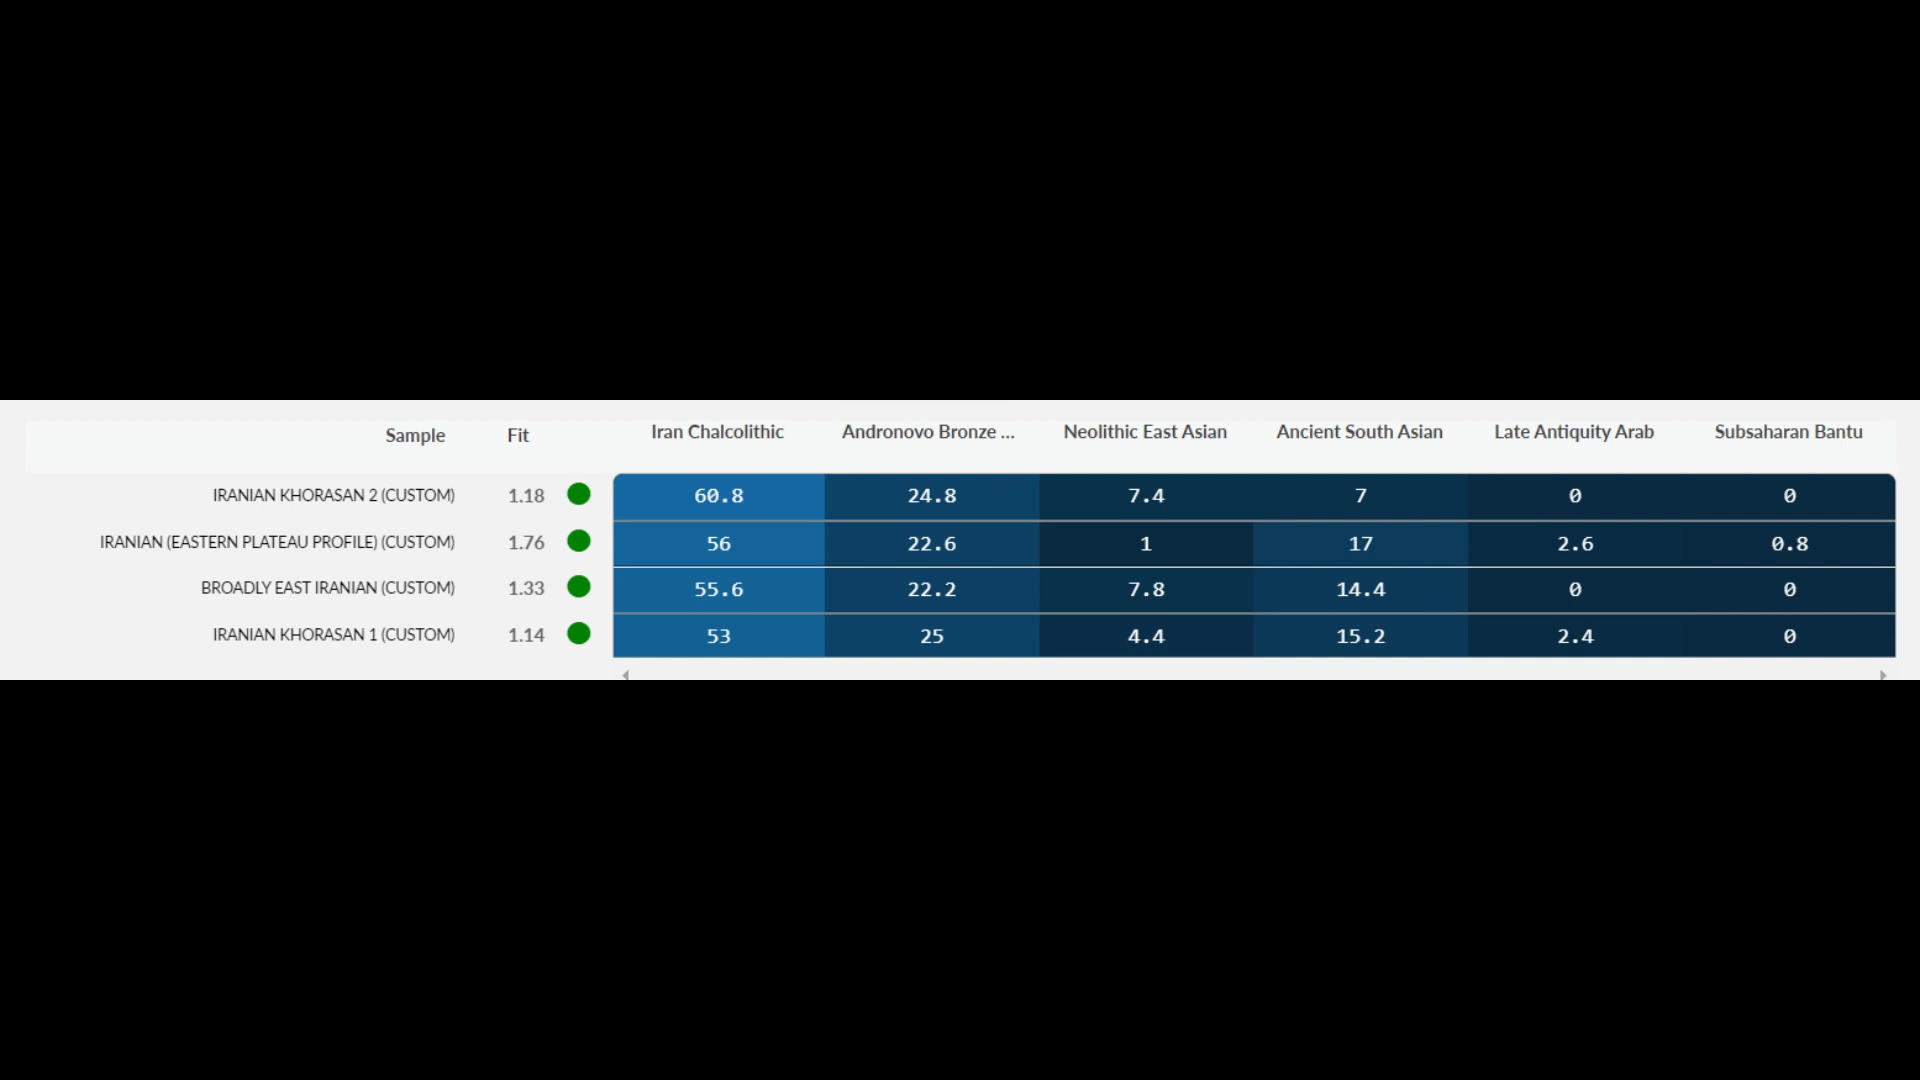 Sample Fit Iran Chalcolithic Andronovo Bronze ... Neolithic East Asian Ancient South Asian Late Antiquity Arab Subsaharan Bantu
IRANIAN KHORASAN 2 (CUSTOM) 1.18 60.8 24.8 7.4 7 0 0
IRANIAN (EASTERN PLATEAU PROFILE) (CUSTOM) 1.76 56 22.6 1 17 2.6 0.8
BROADLY EAST IRANIAN (CUSTOM) 1.33 55.6 22.2 7.8 14.4 0 0
IRANIAN KHORASAN 1 (CUSTOM) 1.14 53 25 4.4 15.2 2.4 0